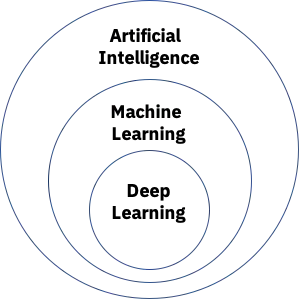 Artificial
Intelligence
Machine
Learning
Deep
Learning